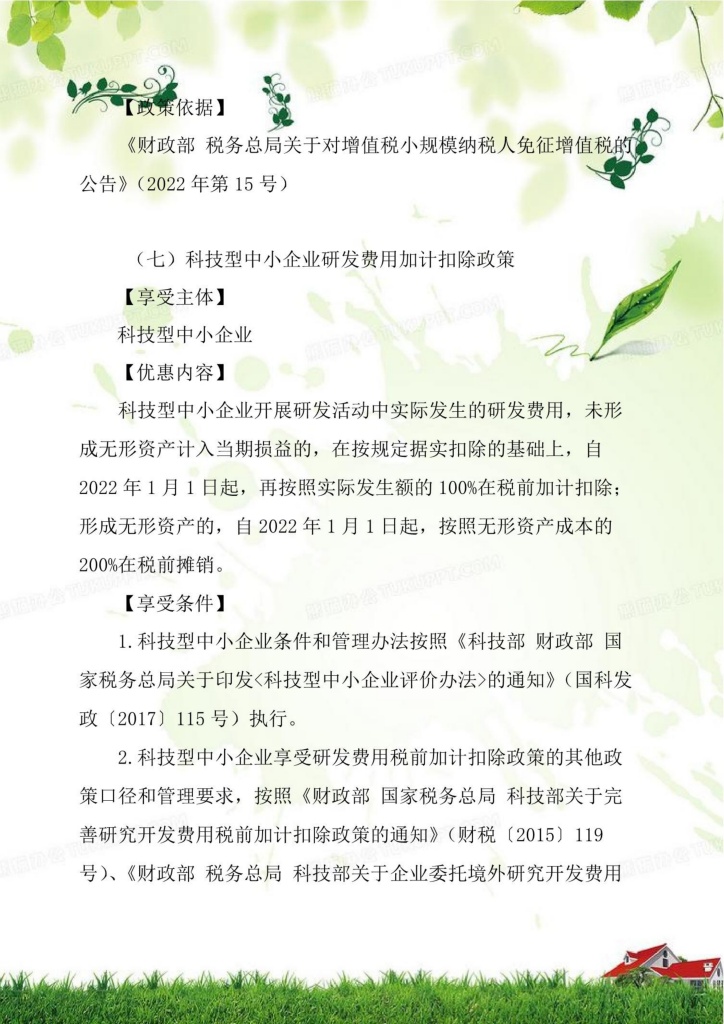 【政策依据】
《财政部 税务总局关于对增值税小规模纳税人免征增值税的
公告》（2022 年第 15 号）
（七）科技型中小企业研发费用加计扣除政策
【享受主体】
科技型中小企业
【优惠内容】
科技型中小企业开展研发活动中实际发生的研发费用，未形
成无形资产计入当期损益的，在按规定据实扣除的基础上，自
2022 年 1 月 1 日起，再按照实际发生额的 100%在税前加计扣除；
形成无形资产的，自 2022 年 1 月 1 日起，按照无形资产成本的
200%在税前摊销。
【享受条件】
1.科技型中小企业条件和管理办法按照《科技部 财政部 国
家税务总局关于印发<科技型中小企业评价办法>的通知》（国科发
政〔2017〕115 号）执行。
2.科技型中小企业享受研发费用税前加计扣除政策的其他政
策口径和管理要求，按照《财政部 国家税务总局 科技部关于完
善研究开发费用税前加计扣除政策的通知》（财税〔2015〕119
号）、《财政部 税务总局 科技部关于企业委托境外研究开发费用